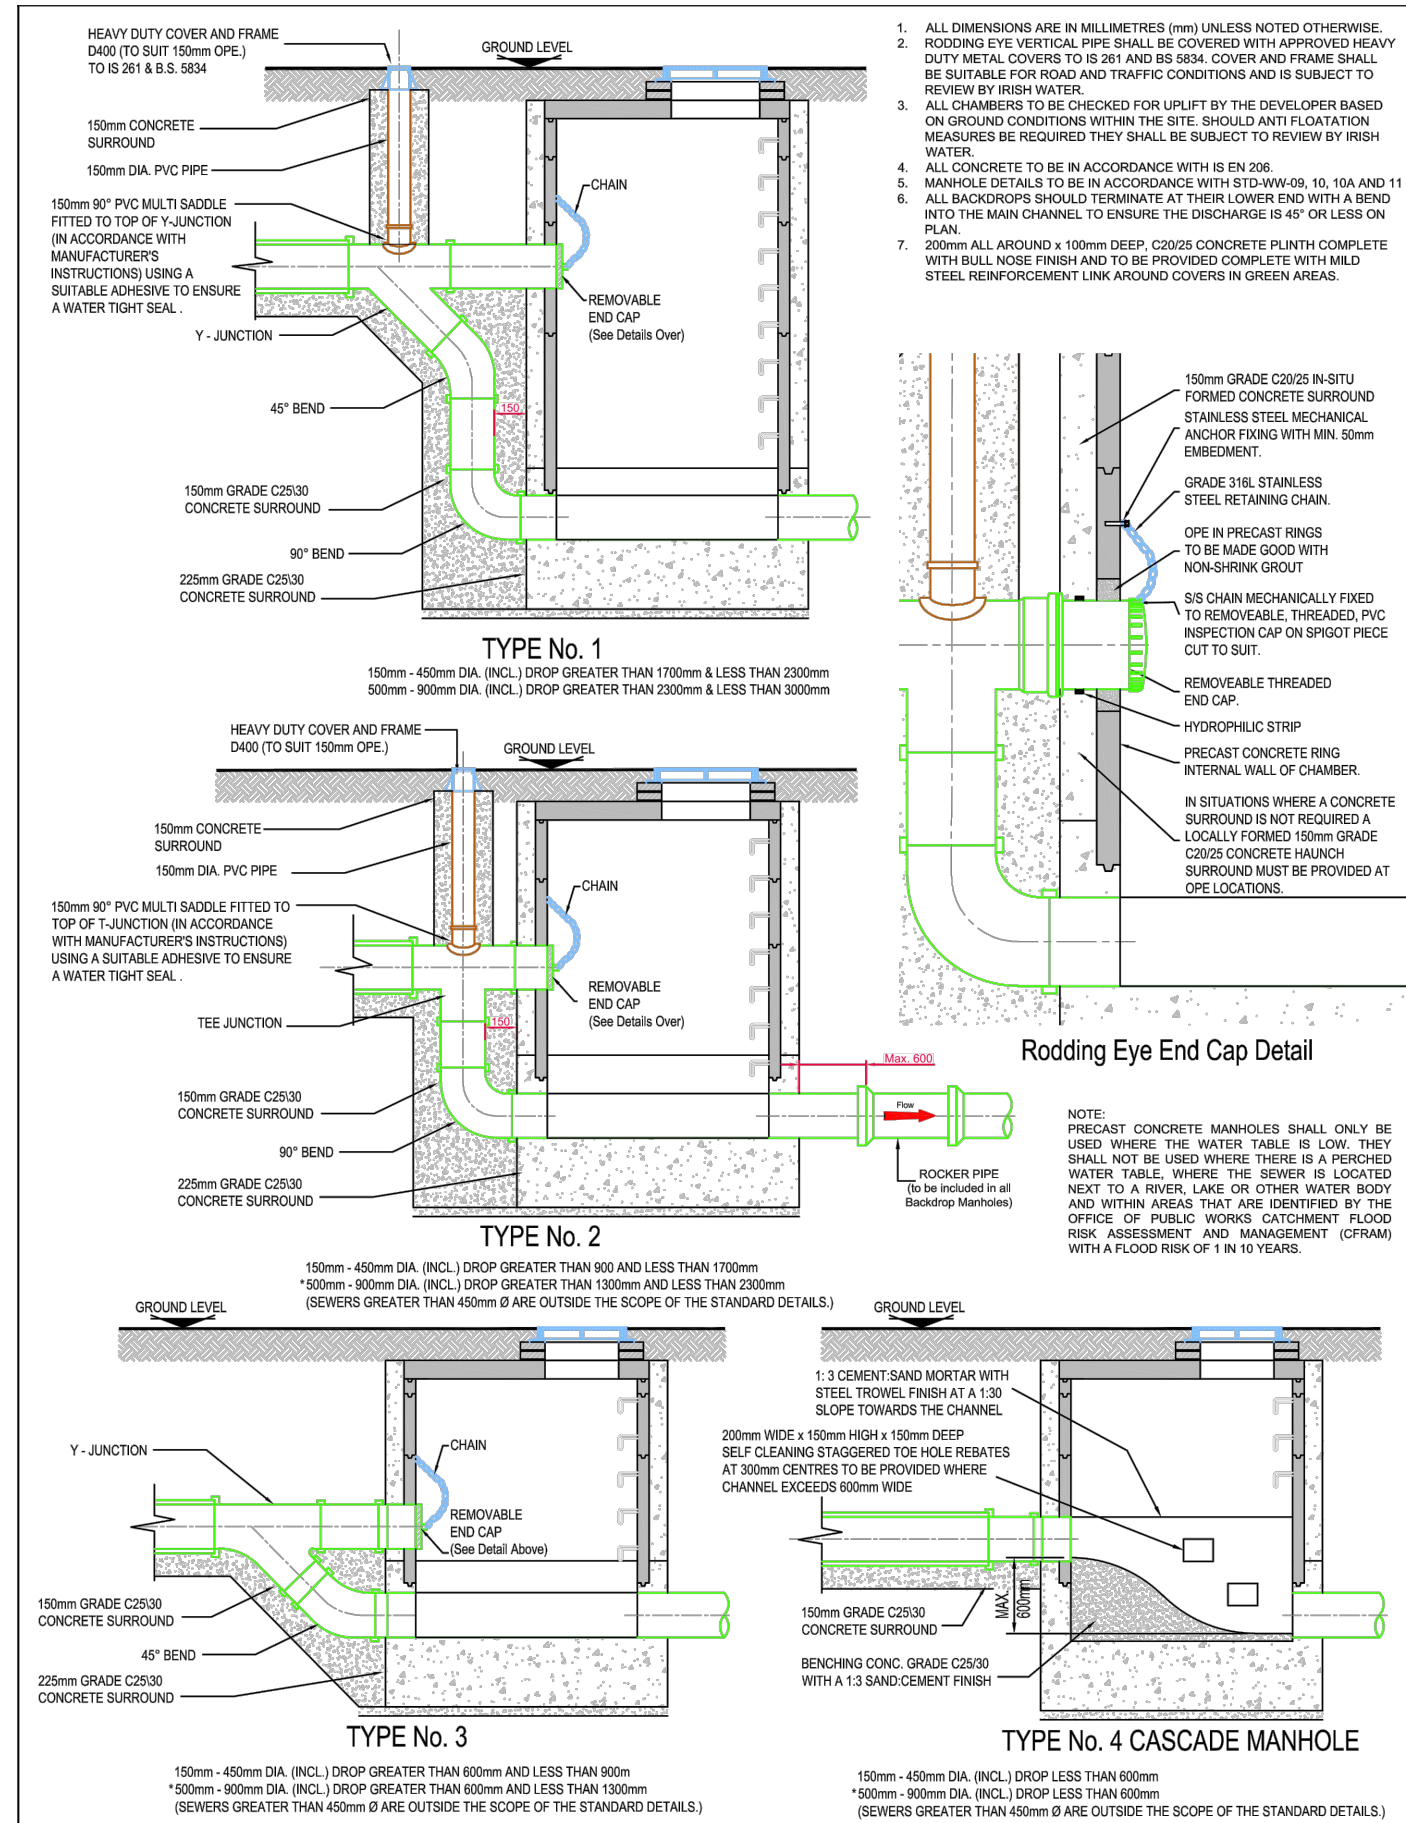 HEAVY DUTY COVER AND FRAME
D400 (TO SUIT 150mm OPE.)
TO IS 261 & B.S. 5834
GROUND LEVEL
150mm CONCRETE
SURROUND
150mm DIA. PVC PIPE
150mm 90° PVC MULTI SADDLE
FITTED TO TOP OF Y-JUNCTION
(IN ACCORDANCE WITH
MANUFACTURER'S
INSTRUCTIONS) USING A
SUITABLE ADHESIVE TO ENSURE
A WATER TIGHT SEAL .
CHAIN
REMOVABLE
END CAP
(See Details Over)
Y - JUNCTION
45° BEND
150
150mm GRADE C25\30
CONCRETE SURROUND
90° BEND
225mm GRADE C25\30
CONCRETE SURROUND
TYPE No. 1
150mm - 450mm DIA. (INCL.) DROP GREATER THAN 1700mm & LESS THAN 2300mm
500mm - 900mm DIA. (INCL.) DROP GREATER THAN 2300mm & LESS THAN 3000mm
1. ALL DIMENSIONS ARE IN MILLIMETRES (mm) UNLESS NOTED OTHERWISE.
2. RODDING EYE VERTICAL PIPE SHALL BE COVERED WITH APPROVED HEAVY
DUTY METAL COVERS TO IS 261 AND BS 5834. COVER AND FRAME SHALL
BE SUITABLE FOR ROAD AND TRAFFIC CONDITIONS AND IS SUBJECT TO
REVIEW BY IRISH WATER.
3. ALL CHAMBERS TO BE CHECKED FOR UPLIFT BY THE DEVELOPER BASED
ON GROUND CONDITIONS WITHIN THE SITE. SHOULD ANTI FLOATATION
MEASURES BE REQUIRED THEY SHALL BE SUBJECT TO REVIEW BY IRISH
WATER.
4. ALL CONCRETE TO BE IN ACCORDANCE WITH IS EN 206.
5. MANHOLE DETAILS TO BE IN ACCORDANCE WITH STD-WW-09, 10, 10A AND 11
6. ALL BACKDROPS SHOULD TERMINATE AT THEIR LOWER END WITH A BEND
INTO THE MAIN CHANNEL TO ENSURE THE DISCHARGE IS 45° OR LESS ON
PLAN.
7. 200mm ALL AROUND x 100mm DEEP, C20/25 CONCRETE PLINTH COMPLETE
WITH BULL NOSE FINISH AND TO BE PROVIDED COMPLETE WITH MILD
STEEL REINFORCEMENT LINK AROUND COVERS IN GREEN AREAS.
150mm GRADE C20/25 IN-SITU
FORMED CONCRETE SURROUND
STAINLESS STEEL MECHANICAL
ANCHOR FIXING WITH MIN. 50mm
EMBEDMENT.
GRADE 316L STAINLESS
STEEL RETAINING CHAIN.
OPE IN PRECAST RINGS
TO BE MADE GOOD WITH
NON-SHRINK GROUT
S/S CHAIN MECHANICALLY FIXED
TO REMOVEABLE, THREADED, PVC
INSPECTION CAP ON SPIGOT PIECE
CUT TO SUIT.
REMOVEABLE THREADED
END CAP.
HYDROPHILIC STRIP
PRECAST CONCRETE RING
INTERNAL WALL OF CHAMBER.
IN SITUATIONS WHERE A CONCRETE
SURROUND IS NOT REQUIRED A
LOCALLY FORMED 150mm GRADE
C20/25 CONCRETE HAUNCH
SURROUND MUST BE PROVIDED AT
OPE LOCATIONS.
Rodding Eye End Cap Detail
HEAVY DUTY COVER AND FRAME
D400 (TO SUIT 150mm OPE.)
GROUND LEVEL
150mm CONCRETE
SURROUND
150mm DIA. PVC PIPE
150mm 90° PVC MULTI SADDLE FITTED TO
TOP OF T-JUNCTION (IN ACCORDANCE
WITH MANUFACTURER'S INSTRUCTIONS)
USING A SUITABLE ADHESIVE TO ENSURE
A WATER TIGHT SEAL .
CHAIN
REMOVABLE
END CAP
(See Details Over)
TEE JUNCTION
150
Max. 600
Flow
150mm GRADE C25\30
CONCRETE SURROUND
90° BEND
225mm GRADE C25\30
CONCRETE SURROUND
ROCKER PIPE
(to be included in all
Backdrop Manholes)
TYPE No. 2
150mm - 450mm DIA. (INCL.) DROP GREATER THAN 900 AND LESS THAN 1700mm
*500mm - 900mm DIA. (INCL.) DROP GREATER THAN 1300mm AND LESS THAN 2300mm
(SEWERS GREATER THAN 450mm Ø ARE OUTSIDE THE SCOPE OF THE STANDARD DETAILS.)
NOTE:
PRECAST CONCRETE MANHOLES SHALL ONLY BE
USED WHERE THE WATER TABLE IS LOW. THEY
SHALL NOT BE USED WHERE THERE IS A PERCHED
WATER TABLE, WHERE THE SEWER IS LOCATED
NEXT TO A RIVER, LAKE OR OTHER WATER BODY
AND WITHIN AREAS THAT ARE IDENTIFIED BY THE
OFFICE OF PUBLIC WORKS CATCHMENT FLOOD
RISK ASSESSMENT AND MANAGEMENT (CFRAM)
WITH A FLOOD RISK OF 1 IN 10 YEARS.
GROUND LEVEL
Y - JUNCTION
CHAIN
REMOVABLE
END CAP
(See Detail Above)
150mm GRADE C25\30
CONCRETE SURROUND
45° BEND
225mm GRADE C25\30
CONCRETE SURROUND
TYPE No. 3
150mm - 450mm DIA. (INCL.) DROP GREATER THAN 600mm AND LESS THAN 900m
*500mm - 900mm DIA. (INCL.) DROP GREATER THAN 600mm AND LESS THAN 1300mm
(SEWERS GREATER THAN 450mm Ø ARE OUTSIDE THE SCOPE OF THE STANDARD DETAILS.)
GROUND LEVEL
1: 3 CEMENT:SAND MORTAR WITH
STEEL TROWEL FINISH AT A 1:30
SLOPE TOWARDS THE CHANNEL
200mm WIDE x 150mm HIGH x 150mm DEEP
SELF CLEANING STAGGERED TOE HOLE REBATES
AT 300mm CENTRES TO BE PROVIDED WHERE
CHANNEL EXCEEDS 600mm WIDE
MAX.
600mm
150mm GRADE C25\30
CONCRETE SURROUND
BENCHING CONC. GRADE C25/30
WITH A 1:3 SAND:CEMENT FINISH
TYPE No. 4 CASCADE MANHOLE
150mm - 450mm DIA. (INCL.) DROP LESS THAN 600mm
*500mm - 900mm DIA. (INCL.) DROP LESS THAN 600mm
(SEWERS GREATER THAN 450mm Ø ARE OUTSIDE THE SCOPE OF THE STANDARD DETAILS.)